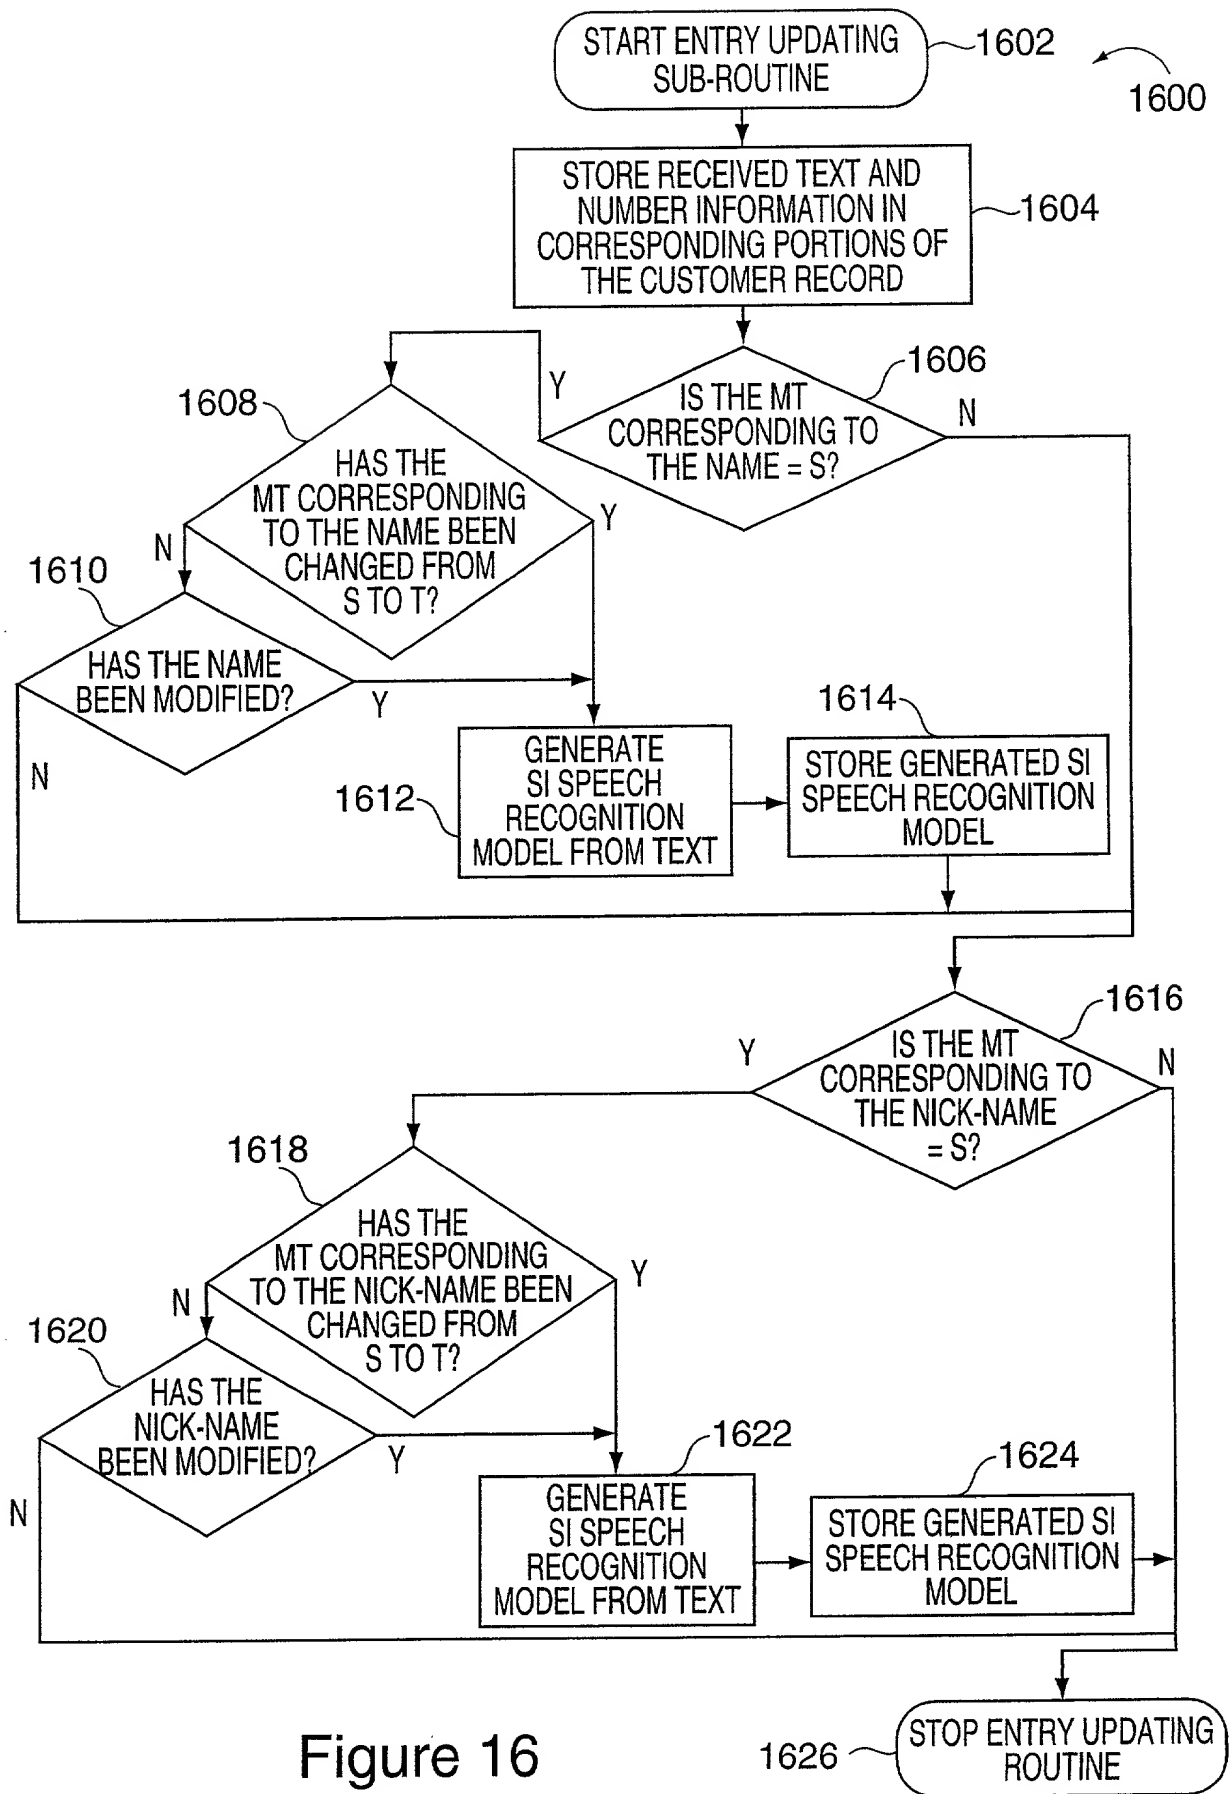 START ENTRY UPDATING
SUB-ROUTINE
1602
1600
STORE RECEIVED TEXT AND
NUMBER INFORMATION IN
CORRESPONDING PORTIONS OF
THE CUSTOMER RECORD
1604
1606
IS THE MT
CORRESPONDING TO
THE NAME = S?
Y
N
1608
HAS THE
MT CORRESPONDING
TO THE NAME BEEN
CHANGED FROM
S TO T?
N
Y
1610
HAS THE NAME
BEEN MODIFIED?
Y
N
1612
GENERATE
SI SPEECH
RECOGNITION
MODEL FROM TEXT
1614
STORE GENERATED SI
SPEECH RECOGNITION
MODEL
1616
IS THE MT
CORRESPONDING TO
THE NICK-NAME
= S?
Y
N
1618
HAS THE
MT CORRESPONDING
TO THE NICK-NAME BEEN
CHANGED FROM
S TO T?
N
Y
1620
HAS THE
NICK-NAME
BEEN MODIFIED?
Y
N
1622
GENERATE
SI SPEECH
RECOGNITION
MODEL FROM TEXT
1624
STORE GENERATED SI
SPEECH RECOGNITION
MODEL
STOP ENTRY UPDATING
ROUTINE
1626
Figure 16